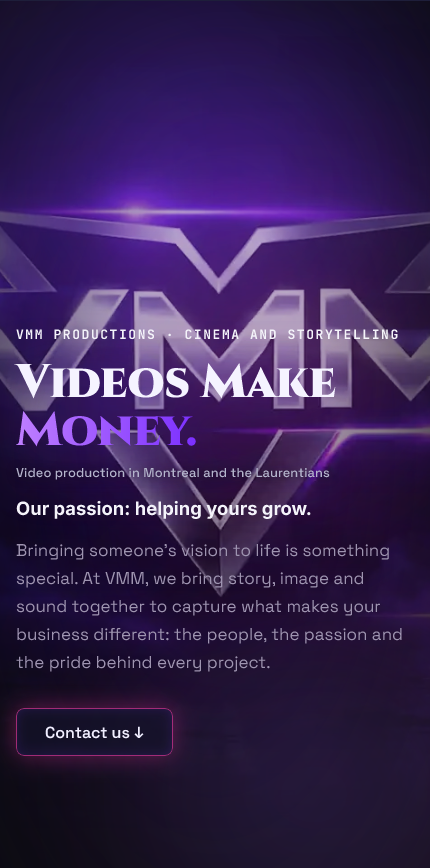 VMM
VMM PRODUCTIONS · CINEMA AND STORYTELLING
Videos Make
Money.
Video production in Montreal and the Laurentians
Our passion: helping yours grow.
Bringing someone's vision to life is something
special. At VMM, we bring story, image and
sound together to capture what makes your
business different: the people, the passion and
the pride behind every project.
Contact us ↓